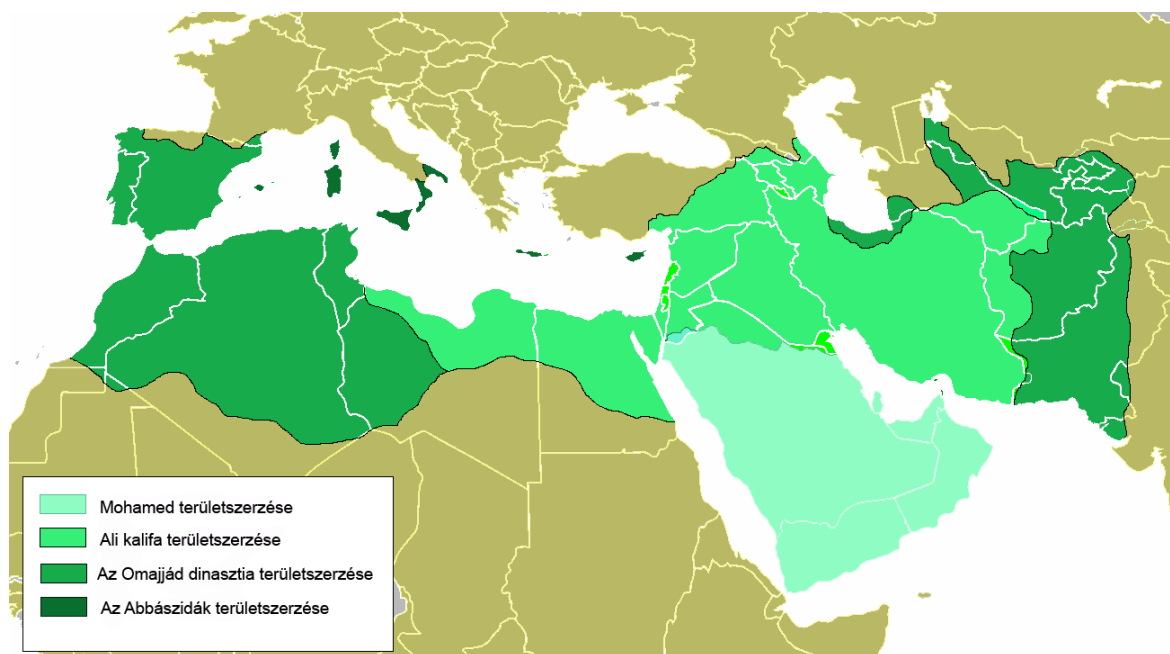 Mohamed területszerzése
Ali kalifa területszerzése
Az Omajjád dinasztia területszerzése
Az Abbászidák területszerzése